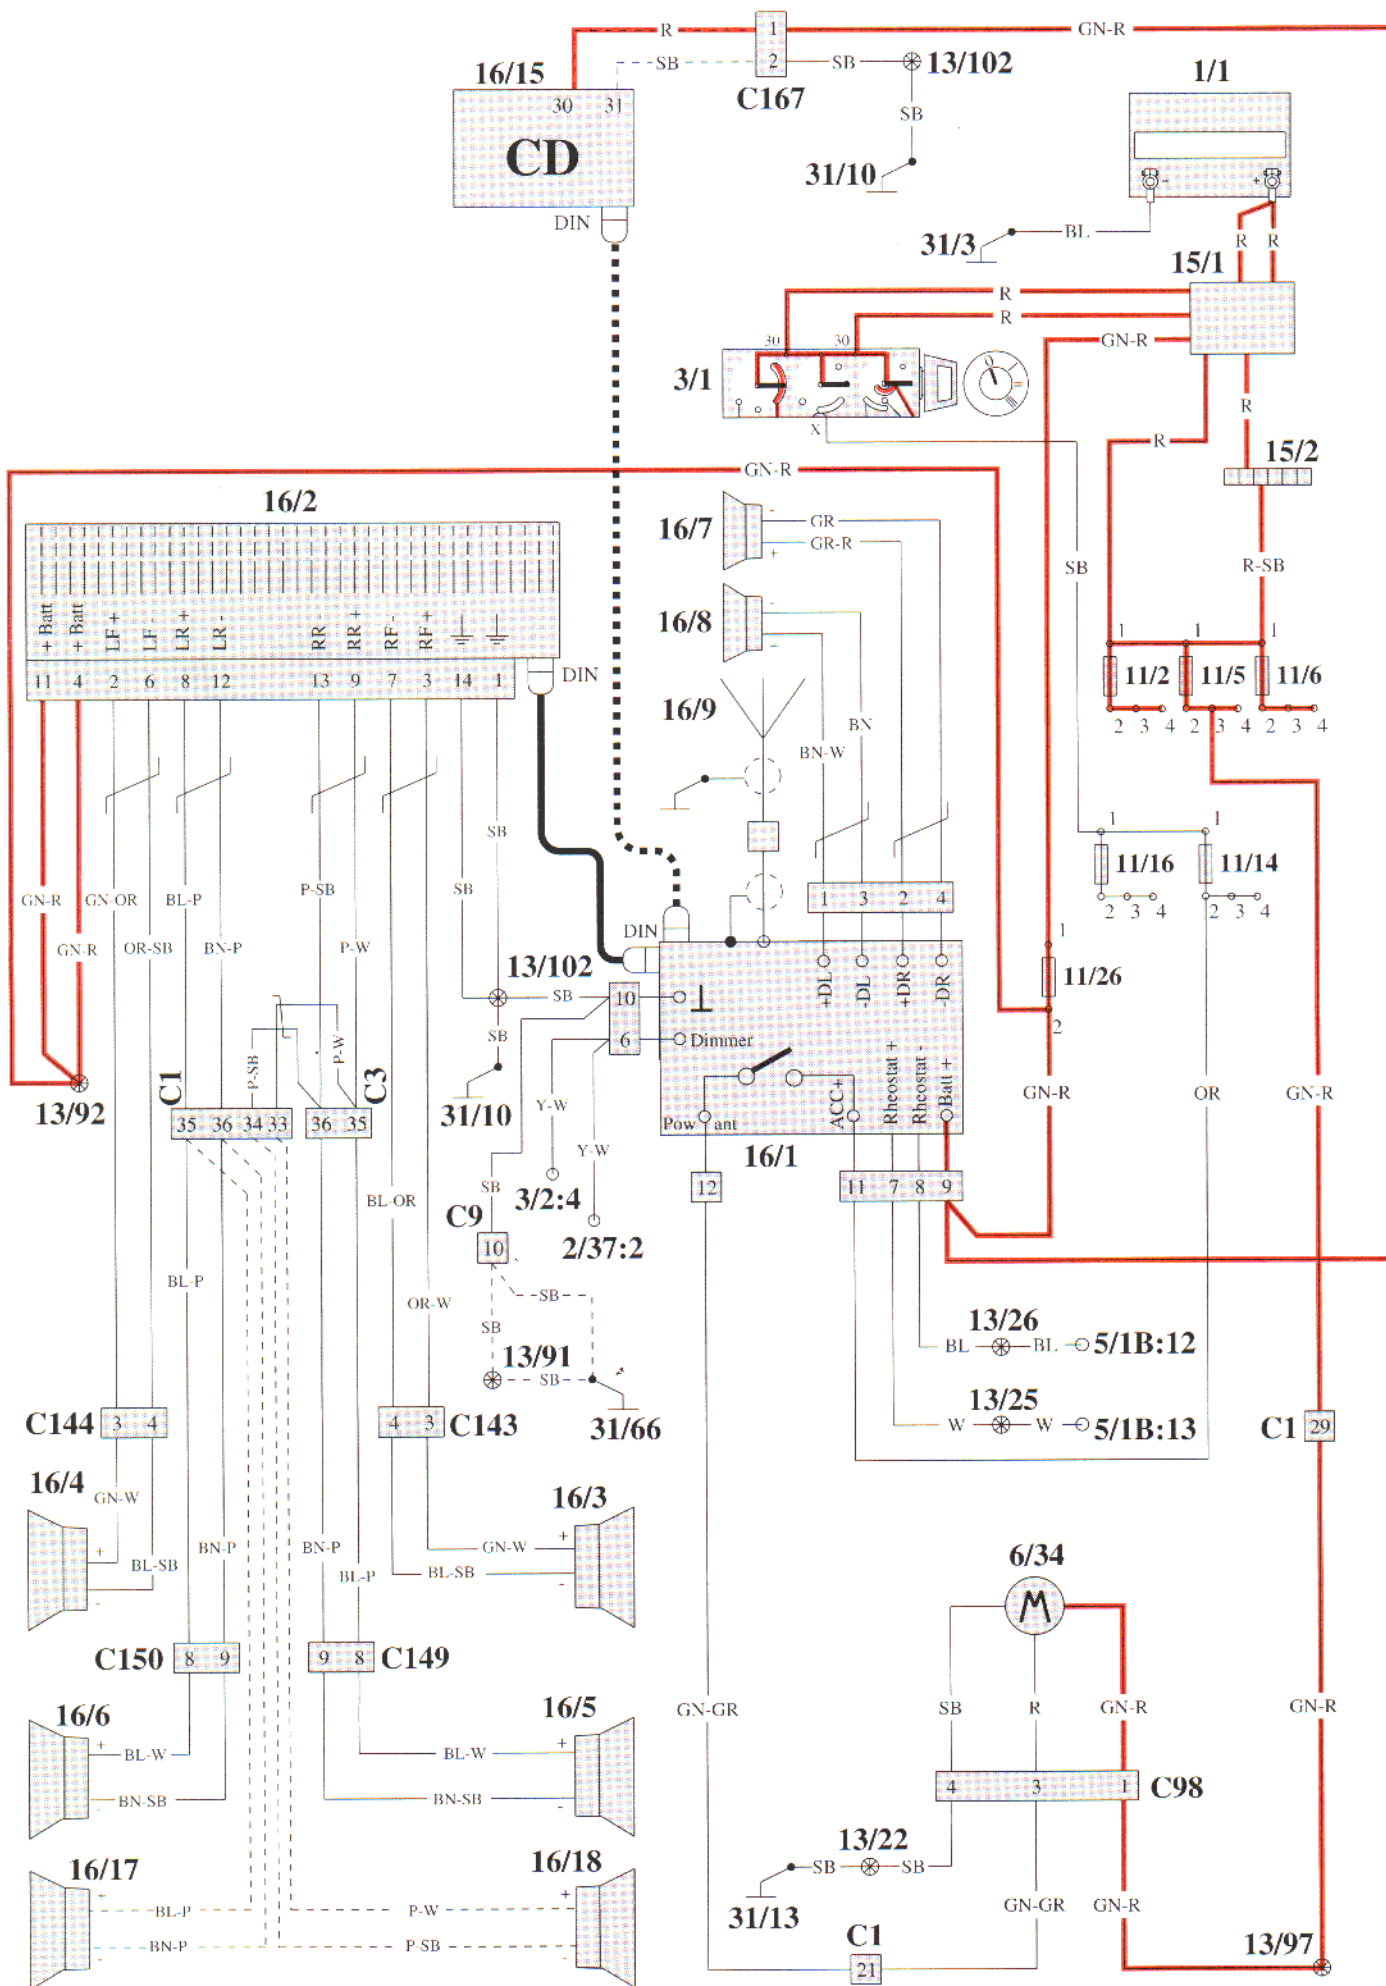 R
1
GN-R
SB
2
SB
13/102
16/15
C167
1/1
30 31
CD
SB
31/10
- +
DIN
BL
31/3
R R
15/1
R
R
30 30
GN-R
3/1
0
X
R
R
15/2
GN-R
16/2
16/7
-
GR
GR-R
+
SB
R-SB
16/8
-
-
+Batt +Batt LF+ LF- LR+ LR- RR- RR+ RF- RF+
11 4 2 6 8 12 13 9 7 3 14 1
DIN
1 1 1
11/2 11/5 11/6
2 3 4 2 3 4 2 3 4
16/9
BN
BN-W
SB
1 1
11/16 11/14
2 3 4 2 3 4
GN-R GN-OR BL-P P-SB SB
GN-R OR-SB BN-P P-W
1 3 2 4
DIN
13/102
SB
10
6
Dimmer
+DL -DL +DR -DR
1
11/26
2
SB
P-SB P-W
C1 C3
13/92
35 36 34 33 36 35
31/10
Y-W
Y-W
Pow ant
ACC+ Rheostat + Rheostat - Batt +
16/1
GN-R
OR
GN-R
12
11 7 8 9
3/2:4
SB
BL-OR
C9
10
2/37:2
BL-P
OR-W
SB
SB
13/91
SB
31/66
13/26
BL BL 5/1B:12
13/25
W W 5/1B:13
C144 3 4
4 3 C143
C1 29
16/4
GN-W
+
BL-SB
-
16/3
+
GN-W
BL-SB
-
BN-P BN-P
BL-P
6/34
M
C150 8 9
9 8 C149
GN-GR
SB R GN-R GN-R
16/6
+
BL-W
BN-SB
-
16/5
+
BL-W
BN-SB
-
4 3 1 C98
13/22
SB SB
31/13
16/17
+
BL-P
BN-P
-
16/18
+
P-W
P-SB
-
GN-GR GN-R
C1
21
13/97